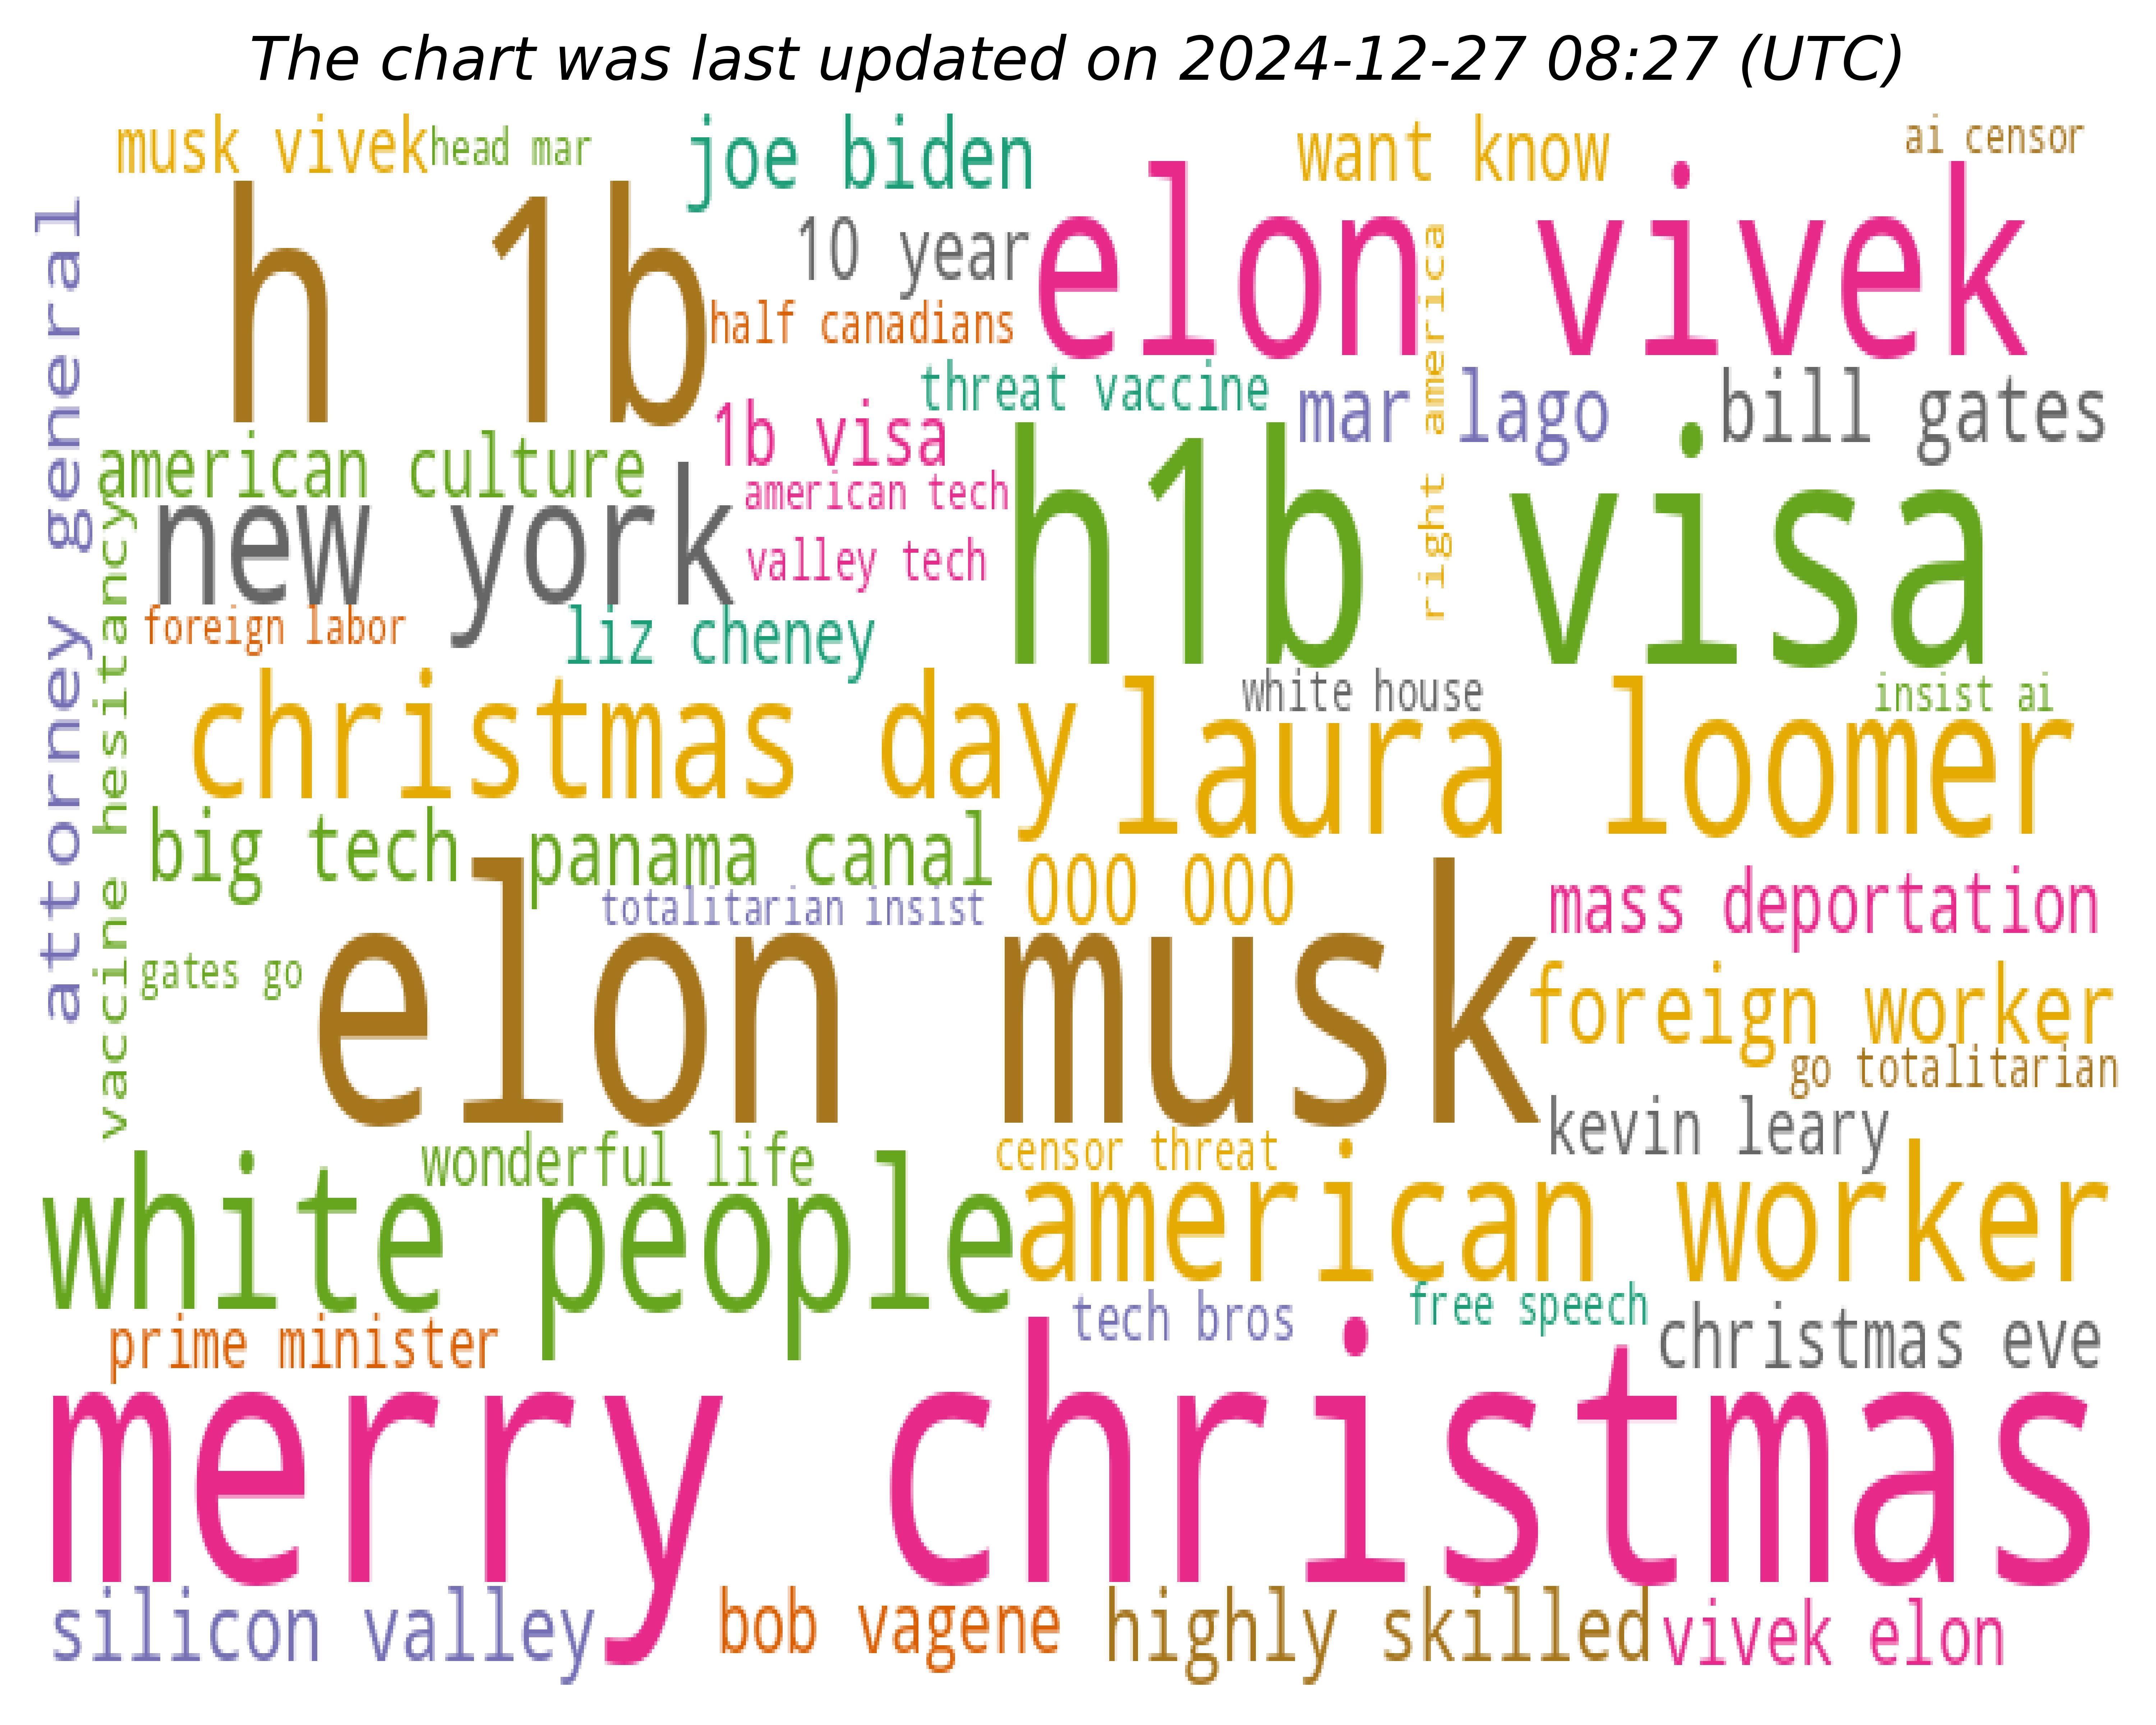 The chart was last updated on 2024-12-27 08:27 (UTC)
musk vivek
head mar
joe biden
want know
ai censor
h 1b
10 year
elon vivek
half canadians
right america
attorney general
threat vaccine
mar lago
bill gates
1b visa
american culture
h1b visa
american tech
new york
valley tech
vaccine hesitancy
foreign labor
liz cheney
white house
insist ai
christmas day
laura loomer
big tech
panama canal
000 000
mass deportation
totalitarian insist
elon musk
gates go
foreign worker
go totalitarian
kevin leary
wonderful life
censor threat
white people
american worker
tech bros
free speech
christmas eve
prime minister
merry christmas
silicon valley
bob vagene
highly skilled
vivek elon